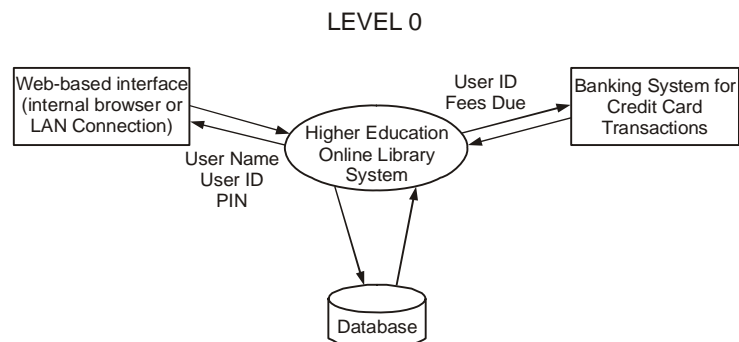 LEVEL 0
Web-based interface
(internal browser or
LAN Connection)
User Name
User ID
PIN
Higher Education
Online Library
System
User ID
Fees Due
Banking System for
Credit Card
Transactions
Database